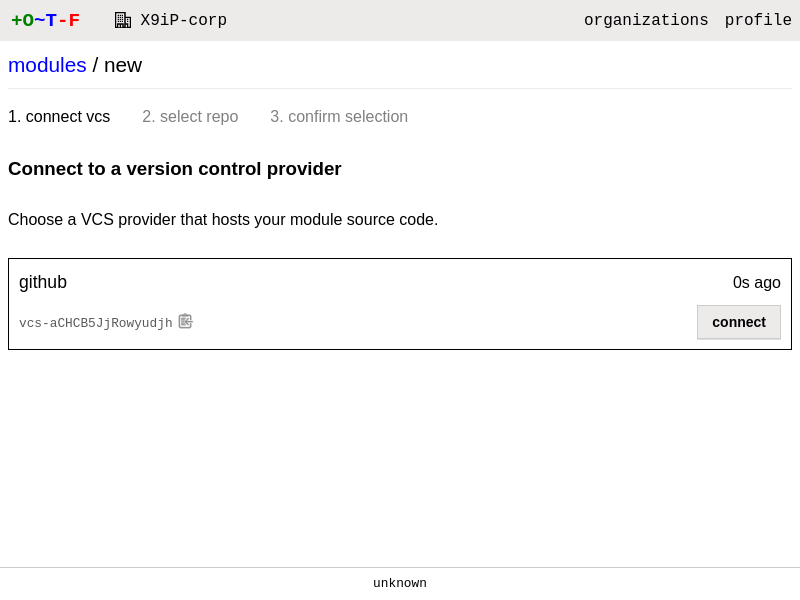 +O~T-F X9iP-corp organizations profile
modules / new
1. connect vcs 2. select repo 3. confirm selection
Connect to a version control provider
Choose a VCS provider that hosts your module source code.
github 0s ago
vcs-aCHCB5JjRowyudjh connect
unknown